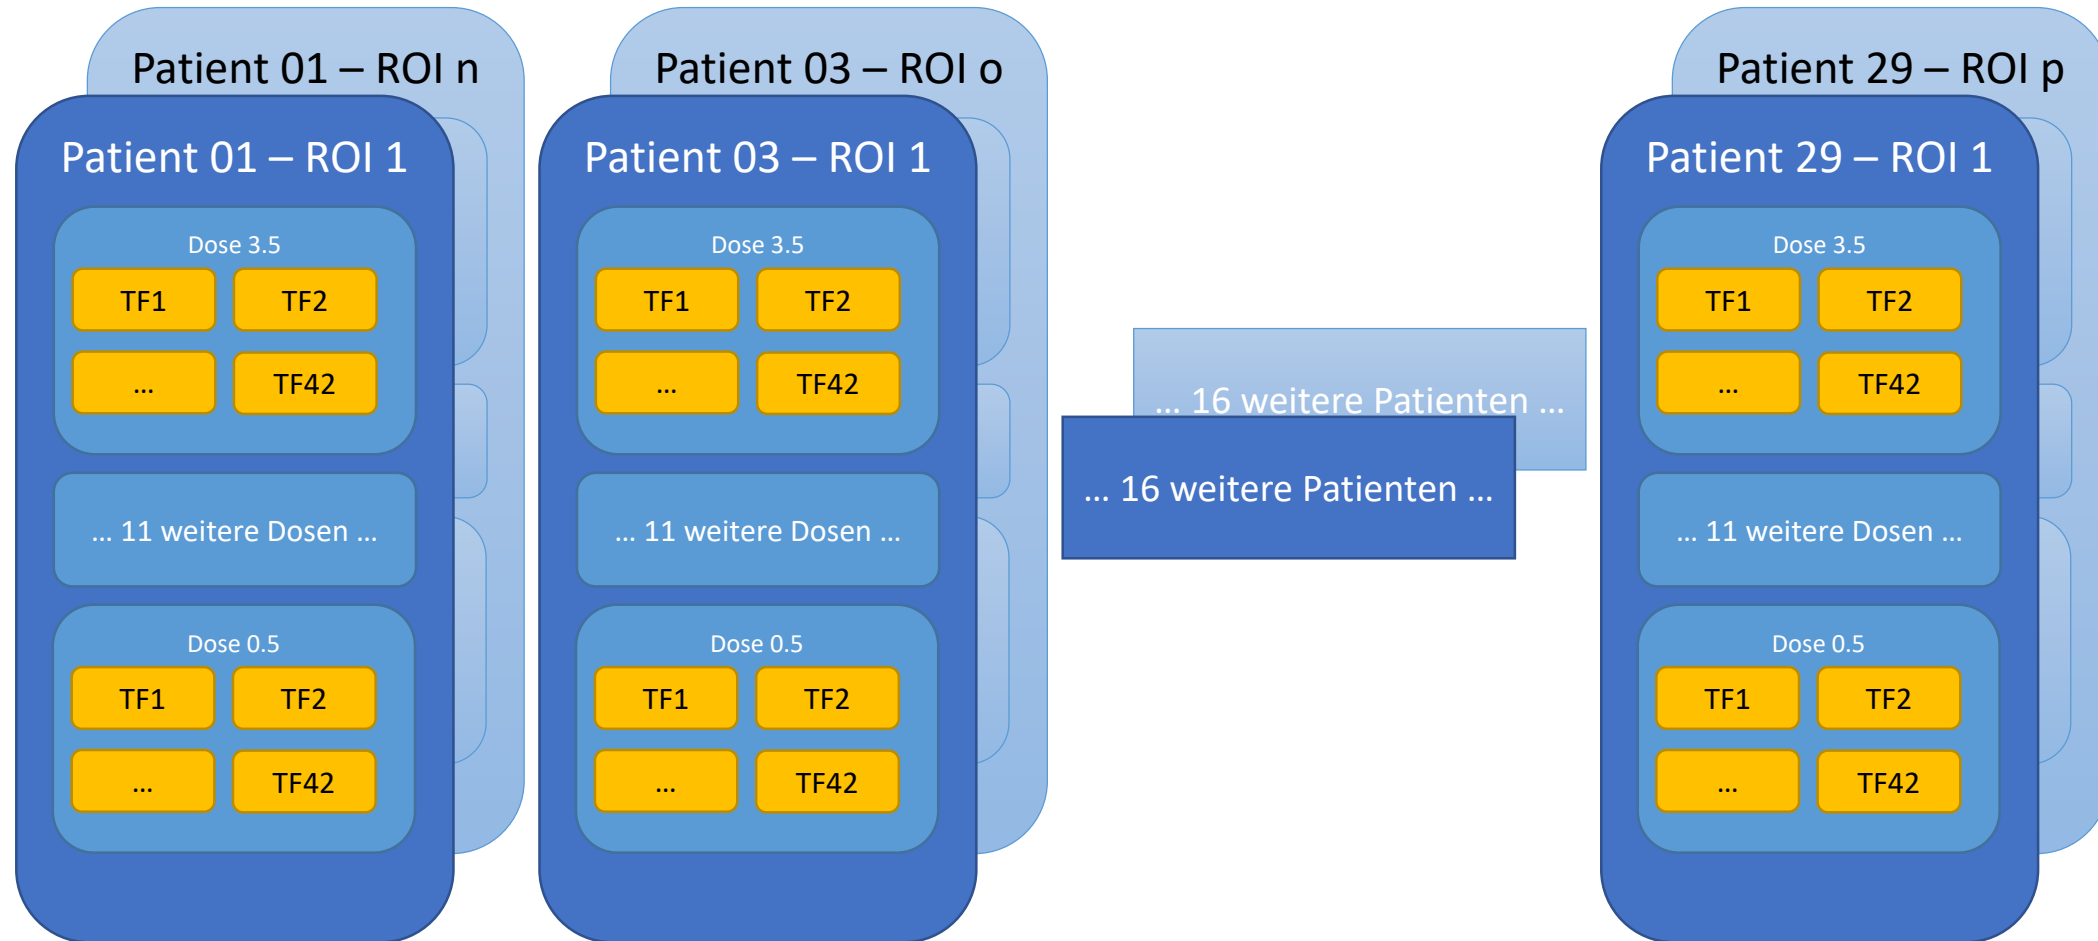 Patient 01 – ROI n
Patient 01 – ROI 1
Dose 3.5
TF1
TF2
...
TF42
... 11 weitere Dosen ...
Dose 0.5
TF1
TF2
...
TF42
Patient 03 – ROI o
Patient 03 – ROI 1
Dose 3.5
TF1
TF2
...
TF42
... 11 weitere Dosen ...
Dose 0.5
TF1
TF2
...
TF42
... 16 weitere Patienten ...
... 16 weitere Patienten ...
Patient 29 – ROI p
Patient 29 – ROI 1
Dose 3.5
TF1
TF2
...
TF42
... 11 weitere Dosen ...
Dose 0.5
TF1
TF2
...
TF42